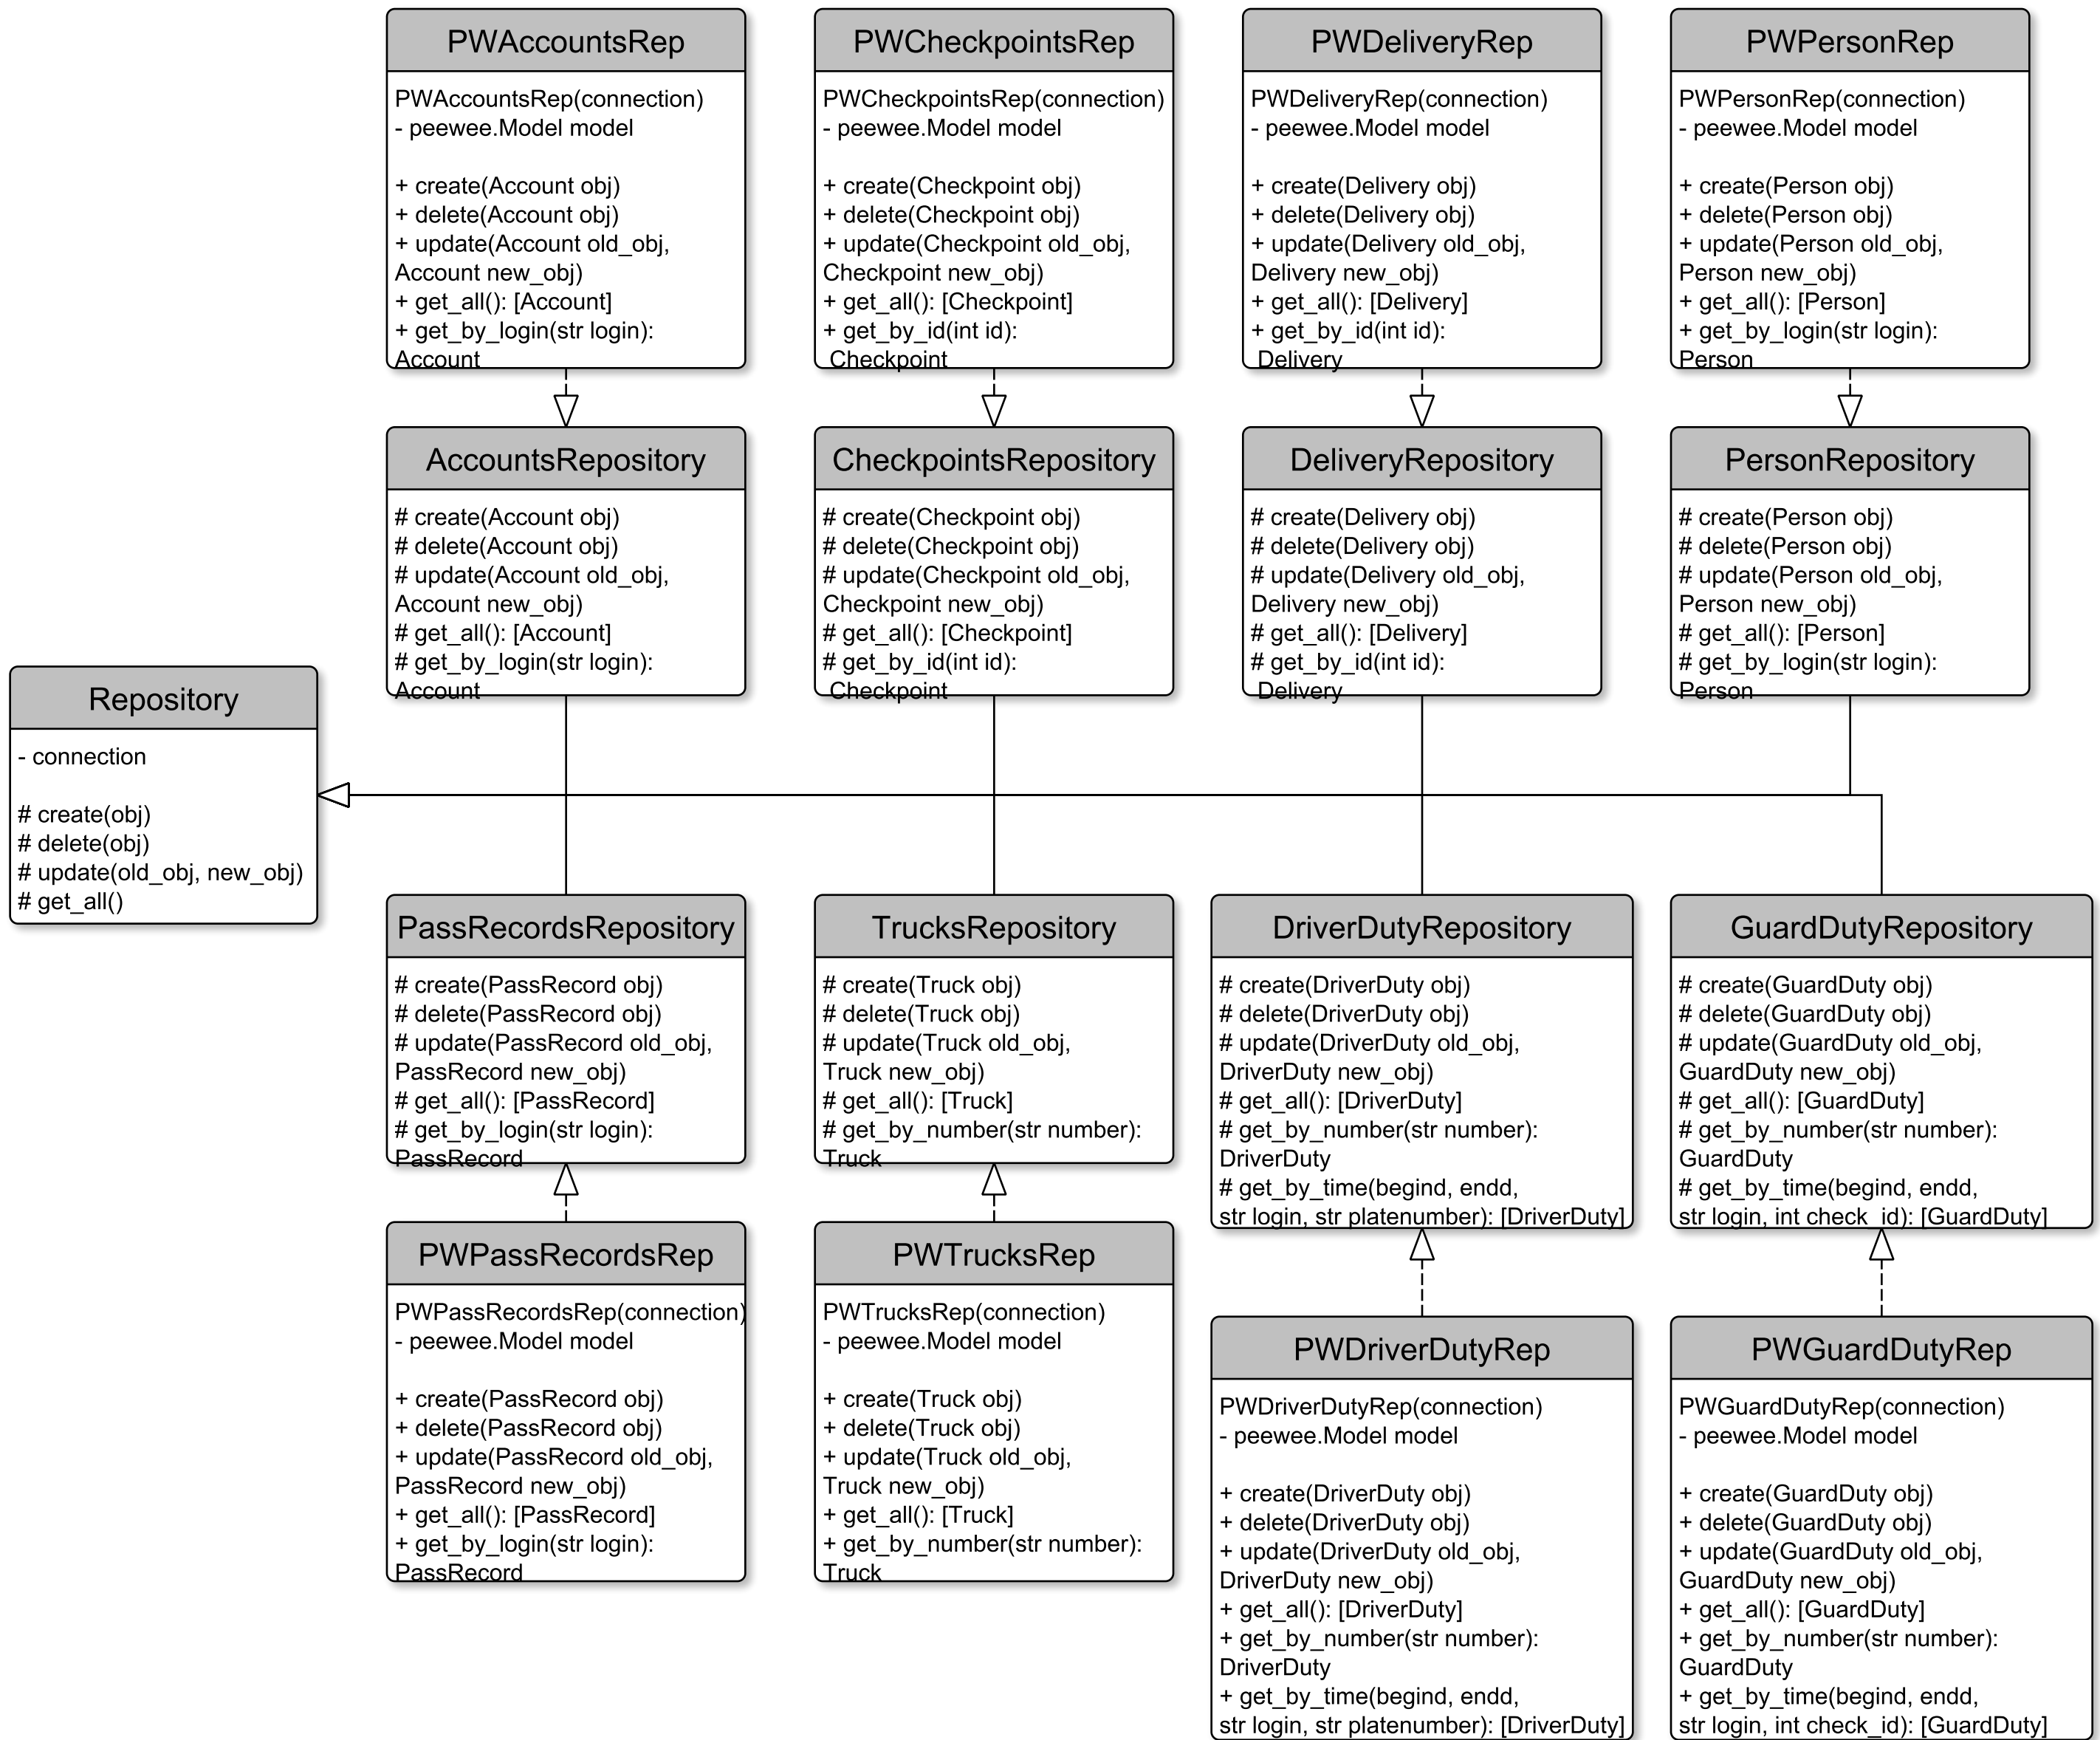 PWAccountsRep
PWAccountsRep(connection)
- peewee.Model model
+ create(Account obj)
+ delete(Account obj)
+ update(Account old_obj,
Account new_obj)
+ get_all(): [Account]
+ get_by_login(str login):
Account
PWCheckpointsRep
PWCheckpointsRep(connection)
- peewee.Model model
+ create(Checkpoint obj)
+ delete(Checkpoint obj)
+ update(Checkpoint old_obj,
Checkpoint new_obj)
+ get_all(): [Checkpoint]
+ get_by_id(int id):
Checkpoint
PWDeliveryRep
PWDeliveryRep(connection)
- peewee.Model model
+ create(Delivery obj)
+ delete(Delivery obj)
+ update(Delivery old_obj,
Delivery new_obj)
+ get_all(): [Delivery]
+ get_by_id(int id):
Delivery
PWPersonRep
PWPersonRep(connection)
- peewee.Model model
+ create(Person obj)
+ delete(Person obj)
+ update(Person old_obj,
Person new_obj)
+ get_all(): [Person]
+ get_by_login(str login):
Person
AccountsRepository
# create(Account obj)
# delete(Account obj)
# update(Account old_obj,
Account new_obj)
# get_all(): [Account]
# get_by_login(str login):
Account
CheckpointsRepository
# create(Checkpoint obj)
# delete(Checkpoint obj)
# update(Checkpoint old_obj,
Checkpoint new_obj)
# get_all(): [Checkpoint]
# get_by_id(int id):
Checkpoint
DeliveryRepository
# create(Delivery obj)
# delete(Delivery obj)
# update(Delivery old_obj,
Delivery new_obj)
# get_all(): [Delivery]
# get_by_id(int id):
Delivery
PersonRepository
# create(Person obj)
# delete(Person obj)
# update(Person old_obj,
Person new_obj)
# get_all(): [Person]
# get_by_login(str login):
Person
Repository
- connection
# create(obj)
# delete(obj)
# update(old_obj, new_obj)
# get_all()
PassRecordsRepository
# create(PassRecord obj)
# delete(PassRecord obj)
# update(PassRecord old_obj,
PassRecord new_obj)
# get_all(): [PassRecord]
# get_by_login(str login):
PassRecord
TrucksRepository
# create(Truck obj)
# delete(Truck obj)
# update(Truck old_obj,
Truck new_obj)
# get_all(): [Truck]
# get_by_number(str number):
Truck
DriverDutyRepository
# create(DriverDuty obj)
# delete(DriverDuty obj)
# update(DriverDuty old_obj,
DriverDuty new_obj)
# get_all(): [DriverDuty]
# get_by_number(str number):
DriverDuty
# get_by_time(begind, endd,
str login, str platenumber): [DriverDuty]
GuardDutyRepository
# create(GuardDuty obj)
# delete(GuardDuty obj)
# update(GuardDuty old_obj,
GuardDuty new_obj)
# get_all(): [GuardDuty]
# get_by_number(str number):
GuardDuty
# get_by_time(begind, endd,
str login, int check_id): [GuardDuty]
PWPassRecordsRep
PWPassRecordsRep(connection)
- peewee.Model model
+ create(PassRecord obj)
+ delete(PassRecord obj)
+ update(PassRecord old_obj,
PassRecord new_obj)
+ get_all(): [PassRecord]
+ get_by_login(str login):
PassRecord
PWTrucksRep
PWTrucksRep(connection)
- peewee.Model model
+ create(Truck obj)
+ delete(Truck obj)
+ update(Truck old_obj,
Truck new_obj)
+ get_all(): [Truck]
+ get_by_number(str number):
Truck
PWDriverDutyRep
PWDriverDutyRep(connection)
- peewee.Model model
+ create(DriverDuty obj)
+ delete(DriverDuty obj)
+ update(DriverDuty old_obj,
DriverDuty new_obj)
+ get_all(): [DriverDuty]
+ get_by_number(str number):
DriverDuty
+ get_by_time(begind, endd,
str login, str platenumber): [DriverDuty]
PWGuardDutyRep
PWGuardDutyRep(connection)
- peewee.Model model
+ create(GuardDuty obj)
+ delete(GuardDuty obj)
+ update(GuardDuty old_obj,
GuardDuty new_obj)
+ get_all(): [GuardDuty]
+ get_by_number(str number):
GuardDuty
+ get_by_time(begind, endd,
str login, int check_id): [GuardDuty]